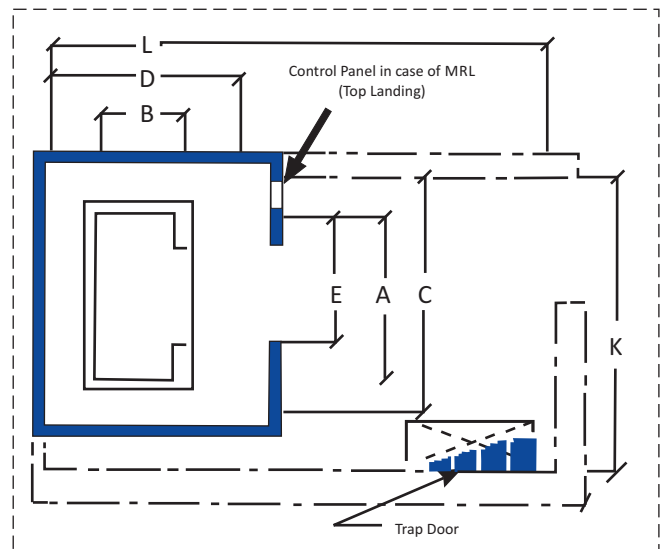 L
D
B
Control Panel in case of MRL
(Top Landing)
E
A
C
K
Trap Door